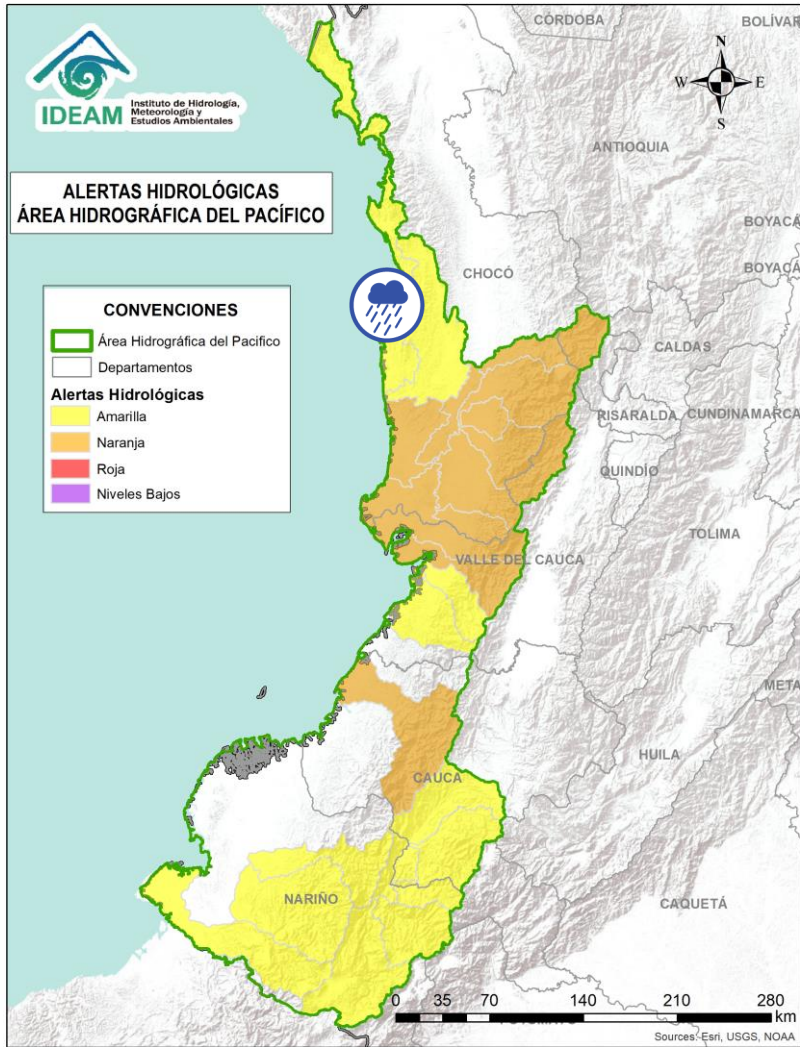 CÓRDOBA
BOLÍVAR
IDEAM
Instituto de Hidrología,
Meteorología y
Estudios Ambientales
N
W
E
S
ANTIOQUIA
ALERTAS HIDROLÓGICAS
ÁREA HIDROGRÁFICA DEL PACÍFICO
BOYACÁ
BOYACÁ
CHOCÓ
CONVENCIONES
Área Hidrográfica del Pacifico
Departamentos
Alertas Hidrológicas
Amarilla
Naranja
Roja
Niveles Bajos
CALDAS
RISARALDA
CUNDINAMARCA
QUINDÍO
TOLIMA
VALLE DEL CAUCA
META
HUILA
CAUCA
NARIÑO
CAQUETÁ
0 35 70 140 210 280
km
Sources: Esri, USGS, NOAA